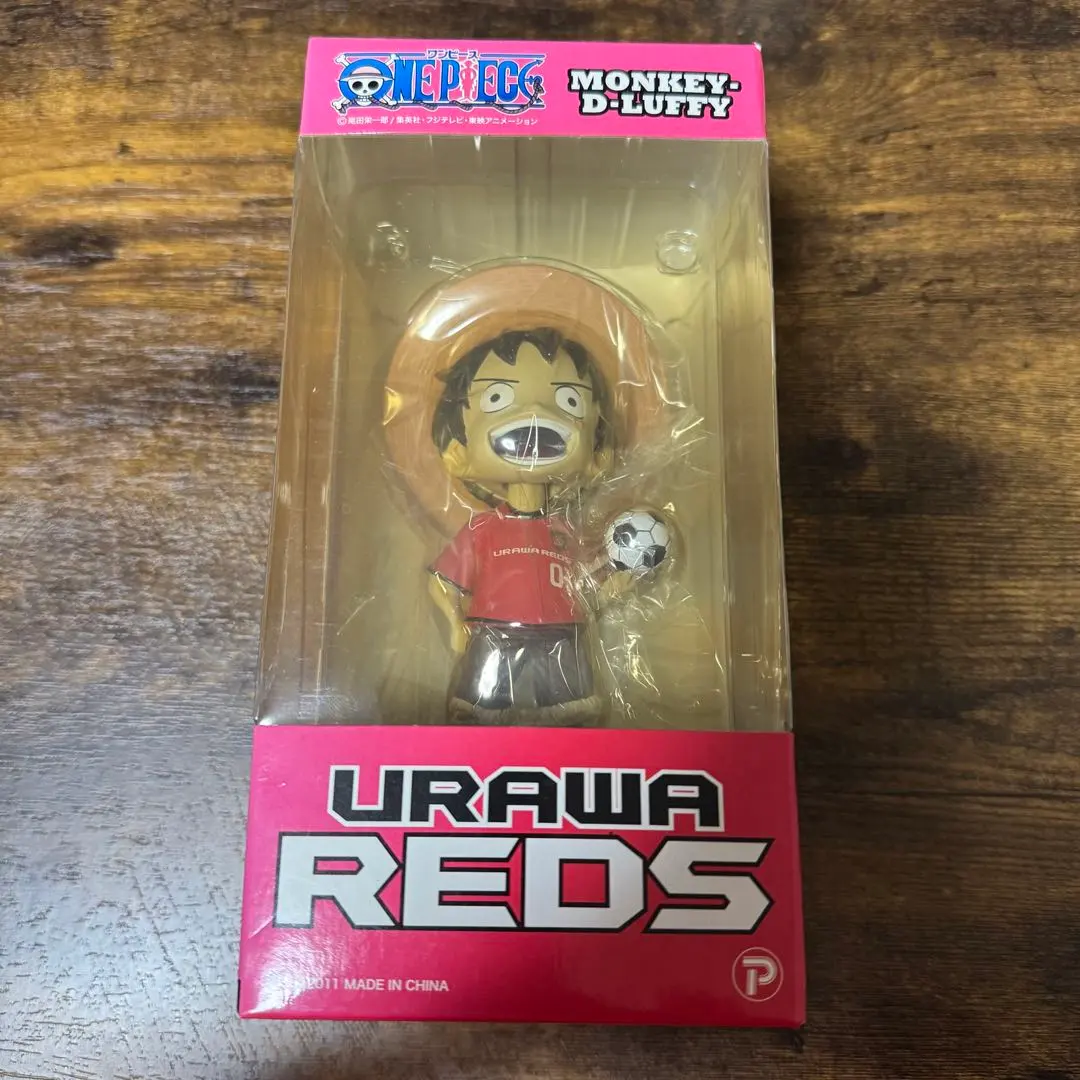 ワンピース
ONE PIECE
©尾田栄一郎/集英社・フジテレビ・東映アニメーション
MONKEY-
D-LUFFY
URAWA REDS
URAWA
REDS
2011 MADE IN CHINA
P